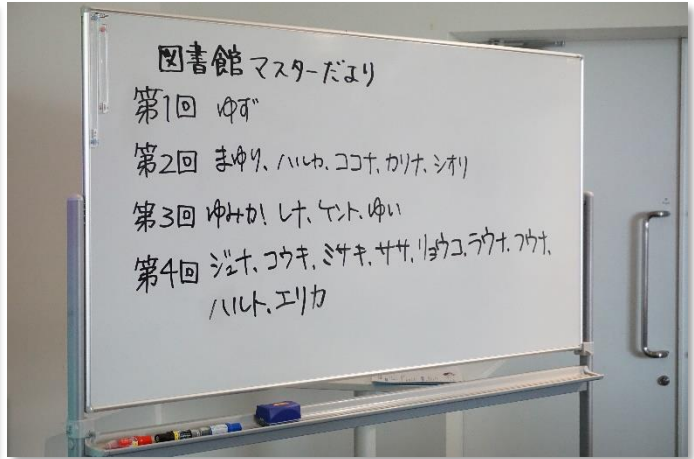 図書館マスターだより
第1回 ゆず
第2回 まゆり、ハルカ、ココナ、カリナ、シオリ
第3回 ゆみか! レナ、ケント、ゆい
第4回 ジュナ、コウキ、ミサキ、ササ、リョウコ、ラウナ、フウナ、
ハルト、エリカ